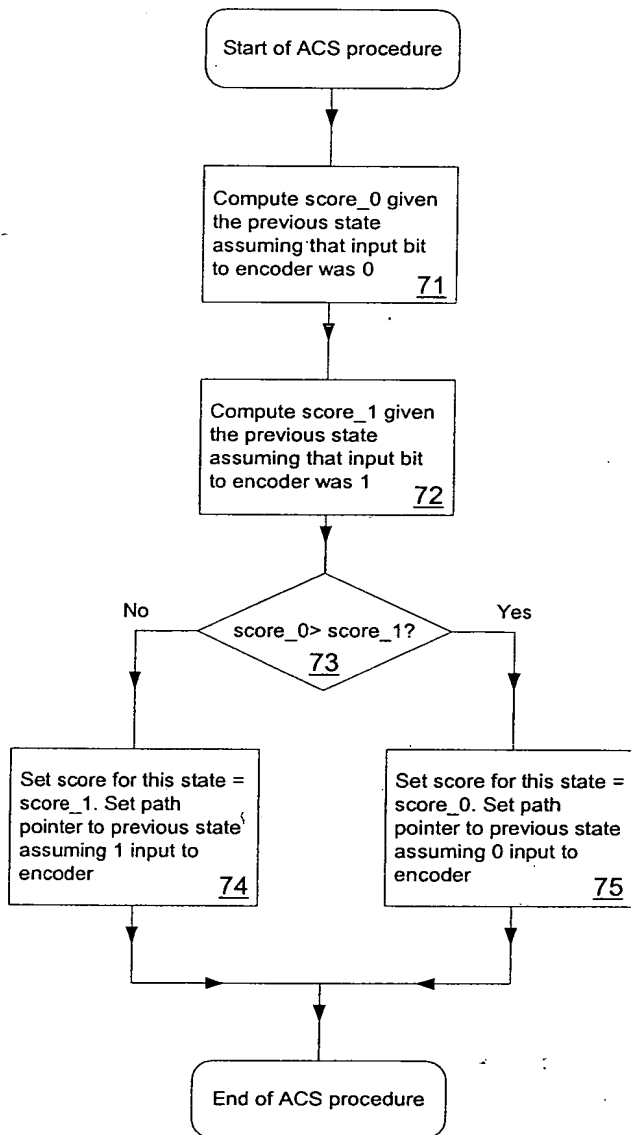 Start of ACS procedure
Compute score_0 given
the previous state
assuming that input bit
to encoder was 0
71
Compute score_1 given
the previous state
assuming that input bit
to encoder was 1
72
No
Yes
score_0> score_1?
73
Set score for this state =
score_1. Set path
pointer to previous state
assuming 1 input to
encoder
74
Set score for this state =
score_0. Set path
pointer to previous state
assuming 0 input to
encoder
75
End of ACS procedure